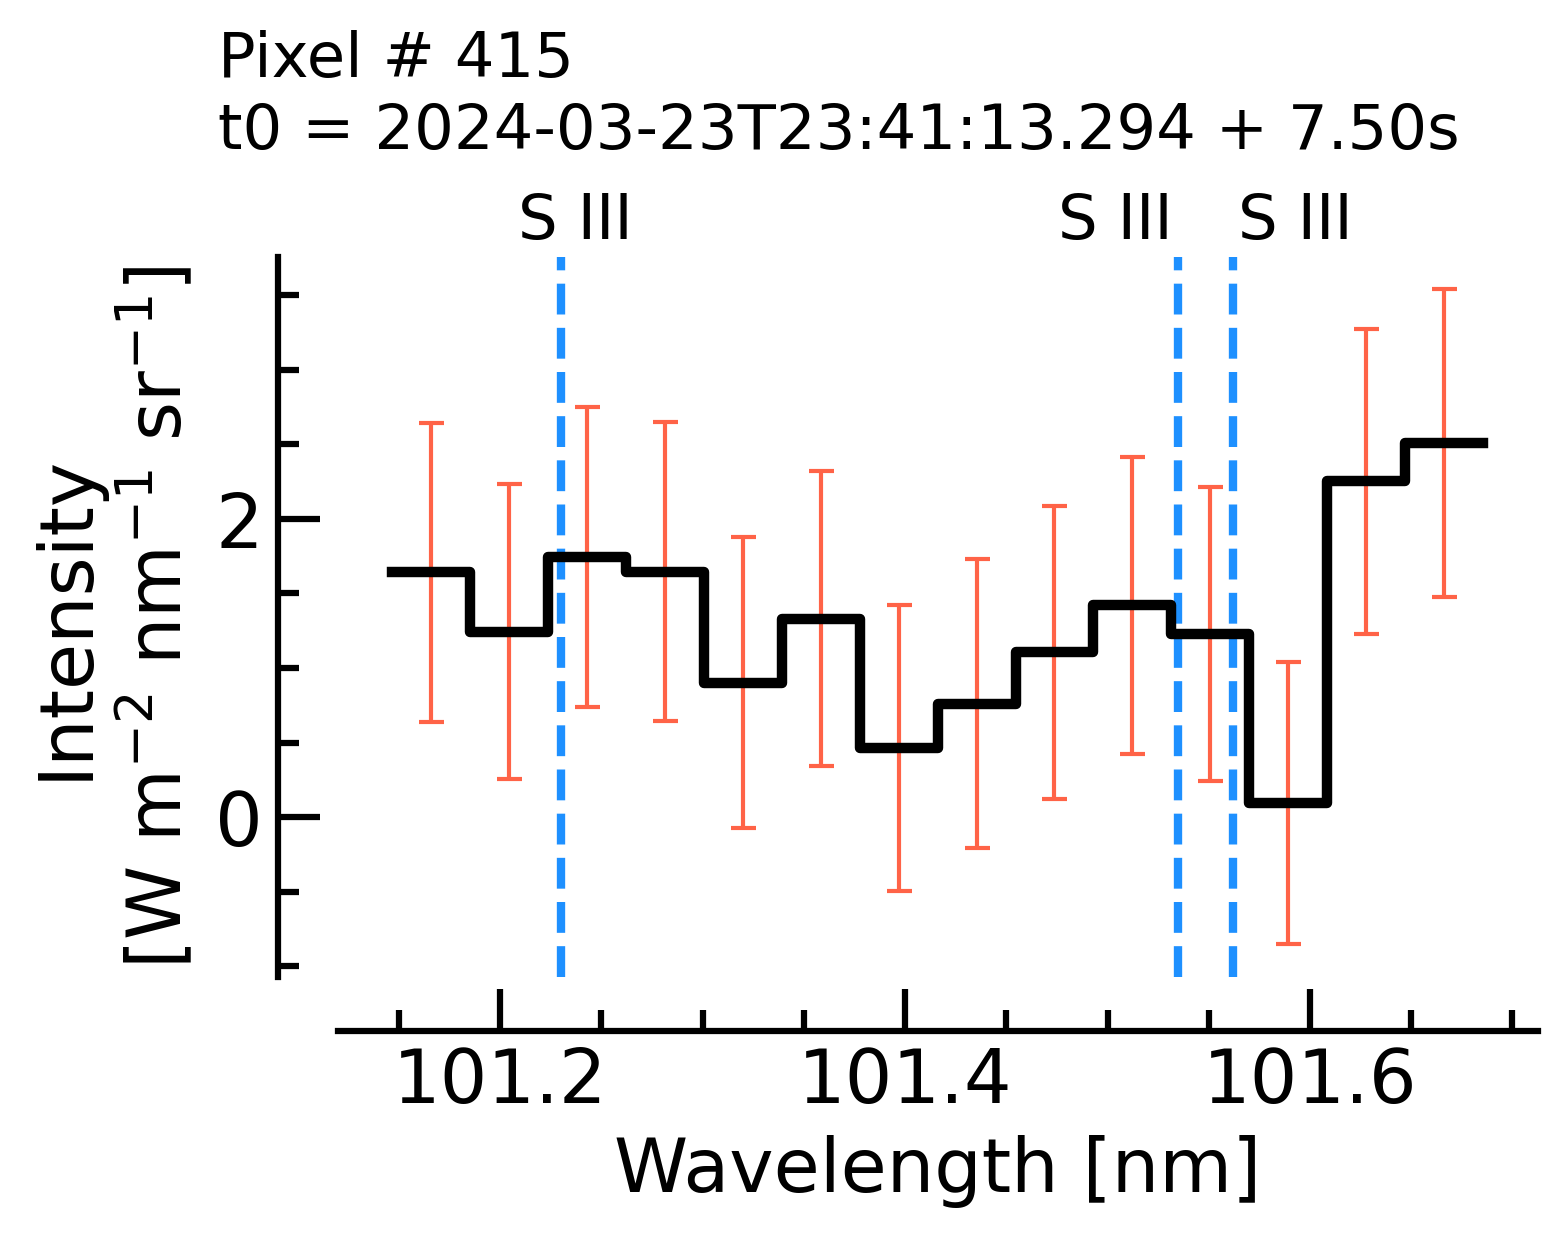 Pixel # 415
t0 = 2024-03-23T23:41:13.294 + 7.50s
S III S III S III
Intensity
[W m⁻² nm⁻¹ sr⁻¹]
2
0
101.2 101.4 101.6
Wavelength [nm]